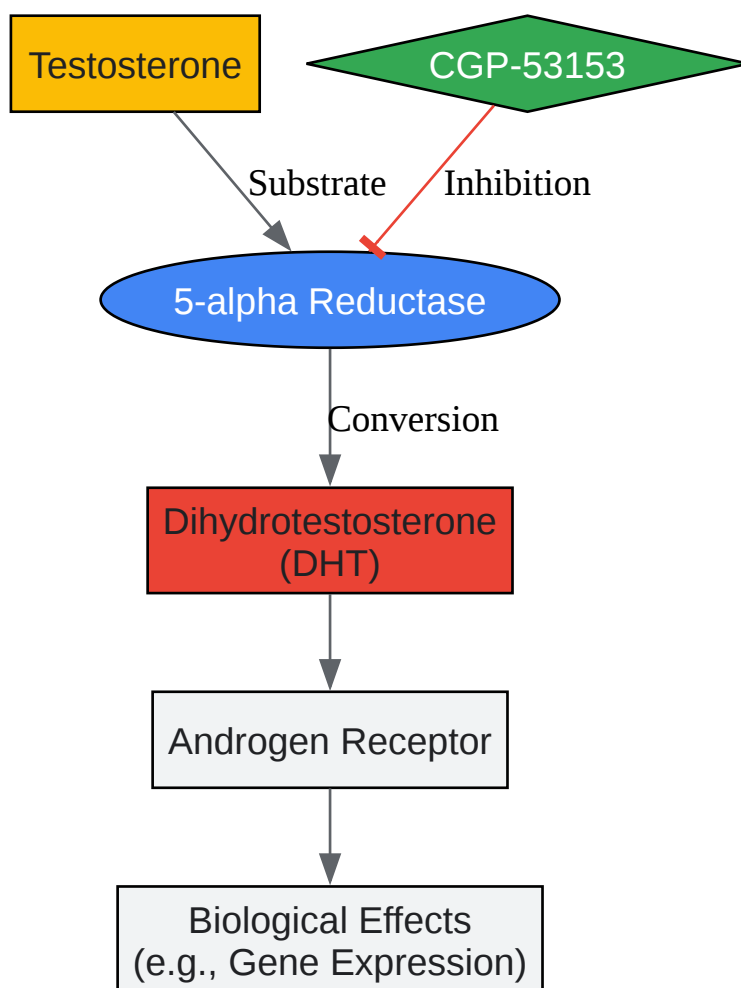 Testosterone
CGP-53153
Substrate
Inhibition
5-alpha Reductase
Conversion
Dihydrotestosterone
(DHT)
Androgen Receptor
Biological Effects
(e.g., Gene Expression)